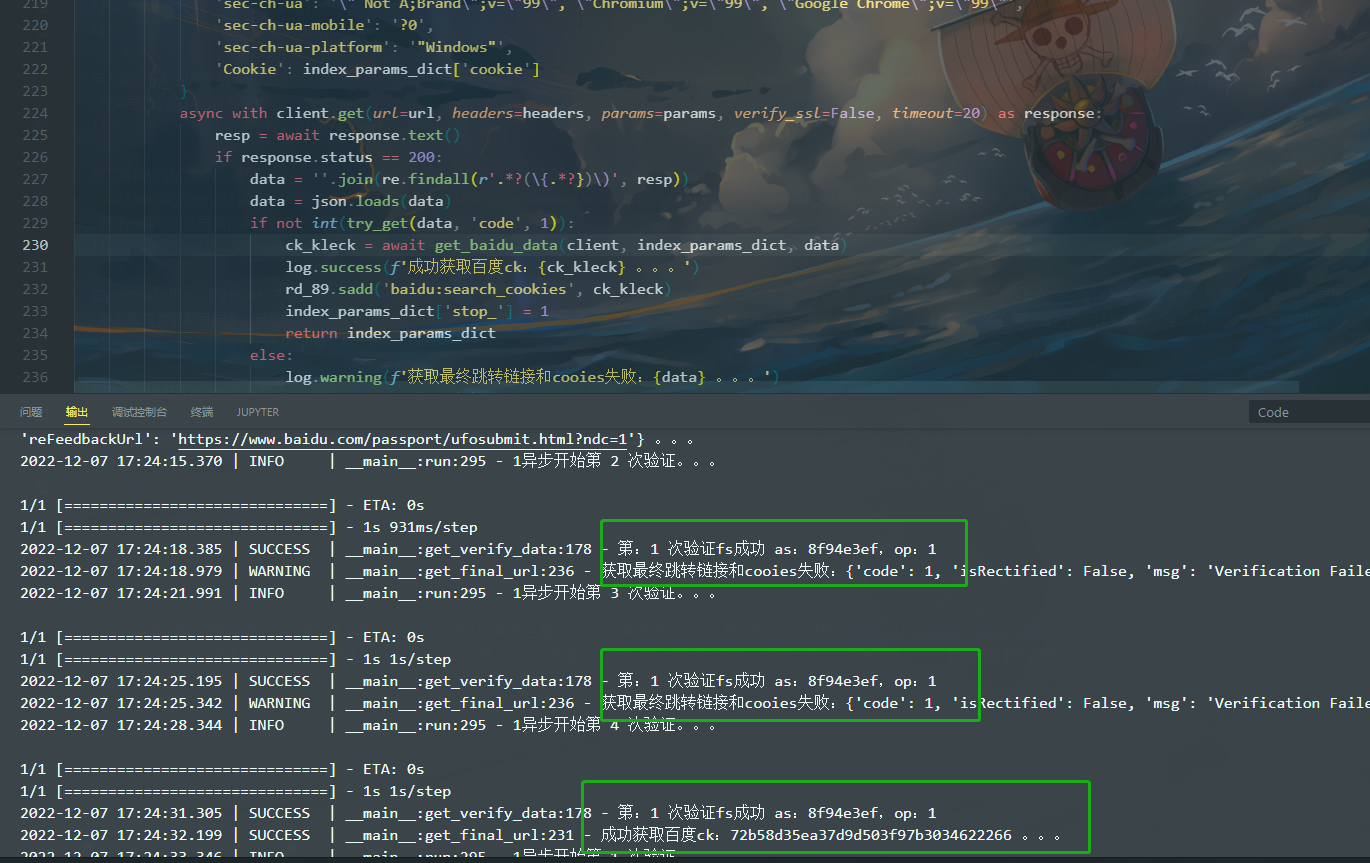 219 'sec-ch-ua': '\" Not A;Brand\";v=\"99\", \"Chromium\";v=\"99\", \"Google Chrome\";v=\"99\"',
220 'sec-ch-ua-mobile': '?0',
221 'sec-ch-ua-platform': '"Windows"',
222 'Cookie': index_params_dict['cookie']
223 }
224 async with client.get(url=url, headers=headers, params=params, verify_ssl=False, timeout=20) as response:
225 resp = await response.text()
226 if response.status == 200:
227 data = ''.join(re.findall(r'.*?(\{.*?})\)', resp))
228 data = json.loads(data)
229 if not int(try_get(data, 'code', 1)):
230 ck_kleck = await get_baidu_data(client, index_params_dict, data)
231 log.success(f'成功获取百度ck: {ck_kleck} 。。。')
232 rd_89.sadd('baidu:search_cookies', ck_kleck)
233 index_params_dict['stop_'] = 1
234 return index_params_dict
235 else:
236 log.warning(f'获取最终跳转链接和cooies失败: {data} 。。。')
问题 输出 调试控制台 终端 JUPYTER Code
'reFeedbackUrl': 'https://www.baidu.com/passport/ufosubmit.html?ndc=1'} 。。。
2022-12-07 17:24:15.370 | INFO | __main__:run:295 - 1异步开始第 2 次验证。。。
1/1 [==============================] - ETA: 0s
1/1 [==============================] - 1s 931ms/step
2022-12-07 17:24:18.385 | SUCCESS | __main__:get_verify_data:178 - 第: 1 次验证fs成功 as: 8f94e3ef, op: 1
2022-12-07 17:24:18.979 | WARNING | __main__:get_final_url:236 - 获取最终跳转链接和cooies失败: {'code': 1, 'isRectified': False, 'msg': 'Verification Faile
2022-12-07 17:24:21.991 | INFO | __main__:run:295 - 1异步开始第 3 次验证。。。
1/1 [==============================] - ETA: 0s
1/1 [==============================] - 1s 1s/step
2022-12-07 17:24:25.195 | SUCCESS | __main__:get_verify_data:178 - 第: 1 次验证fs成功 as: 8f94e3ef, op: 1
2022-12-07 17:24:25.342 | WARNING | __main__:get_final_url:236 - 获取最终跳转链接和cooies失败: {'code': 1, 'isRectified': False, 'msg': 'Verification Faile
2022-12-07 17:24:28.344 | INFO | __main__:run:295 - 1异步开始第 4 次验证。。。
1/1 [==============================] - ETA: 0s
1/1 [==============================] - 1s 1s/step
2022-12-07 17:24:31.305 | SUCCESS | __main__:get_verify_data:178 - 第: 1 次验证fs成功 as: 8f94e3ef, op: 1
2022-12-07 17:24:32.199 | SUCCESS | __main__:get_final_url:231 - 成功获取百度ck: 72b58d35ea37d9d503f97b3034622266 。。。
2022-12-07 17:24:33.346 | INFO | __main__:run:295 - 1异步开始第